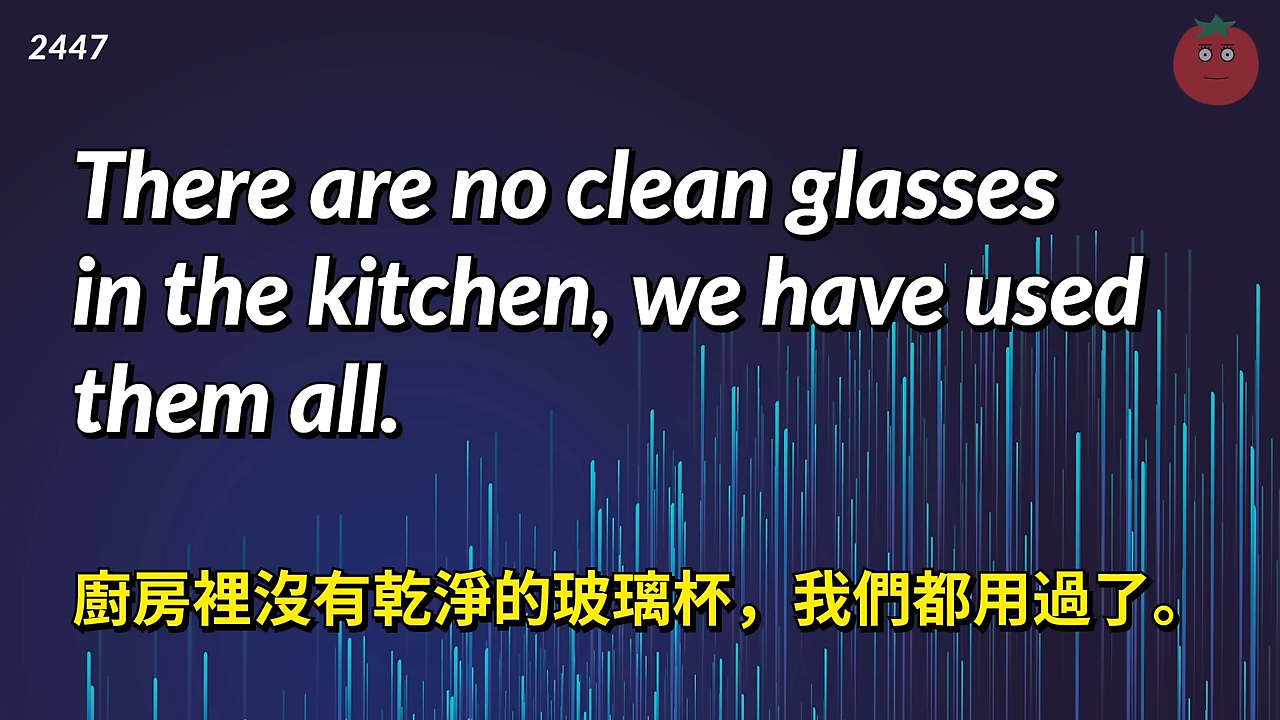 2447
There are no clean glasses
in the kitchen, we have used
them all.
廚房裡沒有乾淨的玻璃杯，我們都用過了。